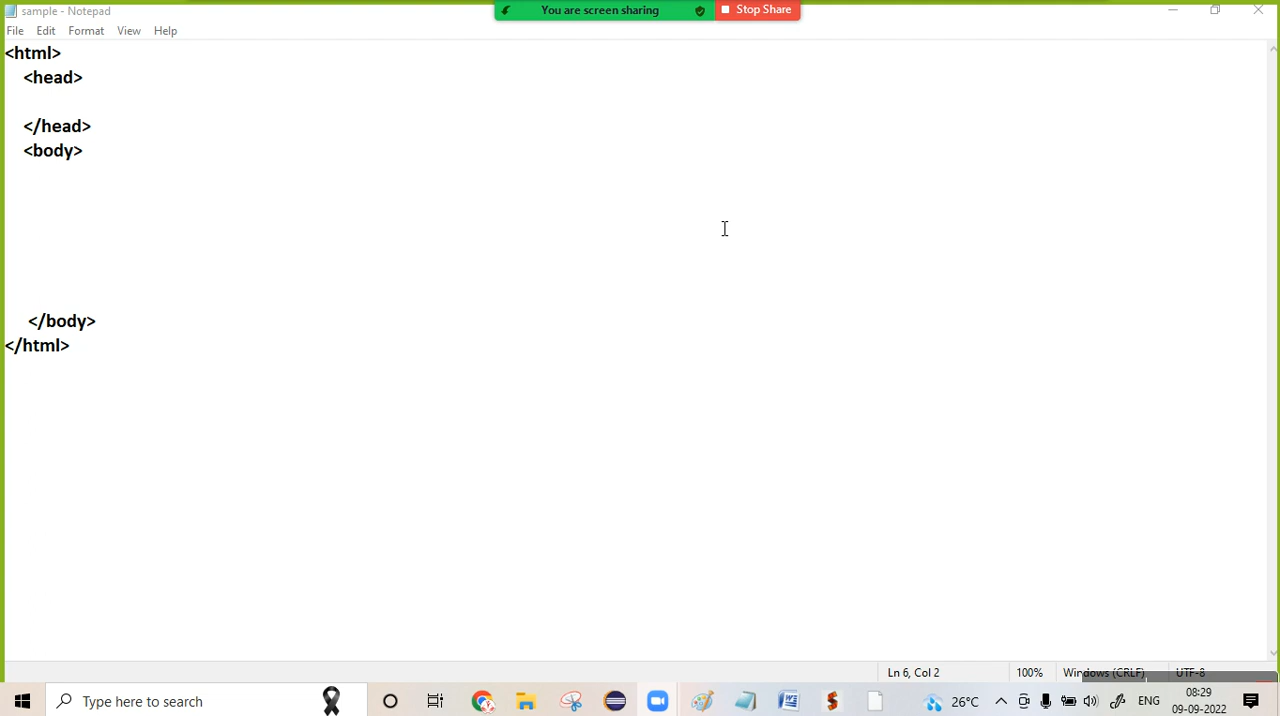 sample - Notepad
You are screen sharing
Stop Share
File Edit Format View Help
<html>
<head>
</head>
<body>
</body>
</html>
Ln 6, Col 2
100%
Windows (CRLF)
UTF-8
Type here to search
26°C
ENG
08:29
09-09-2022